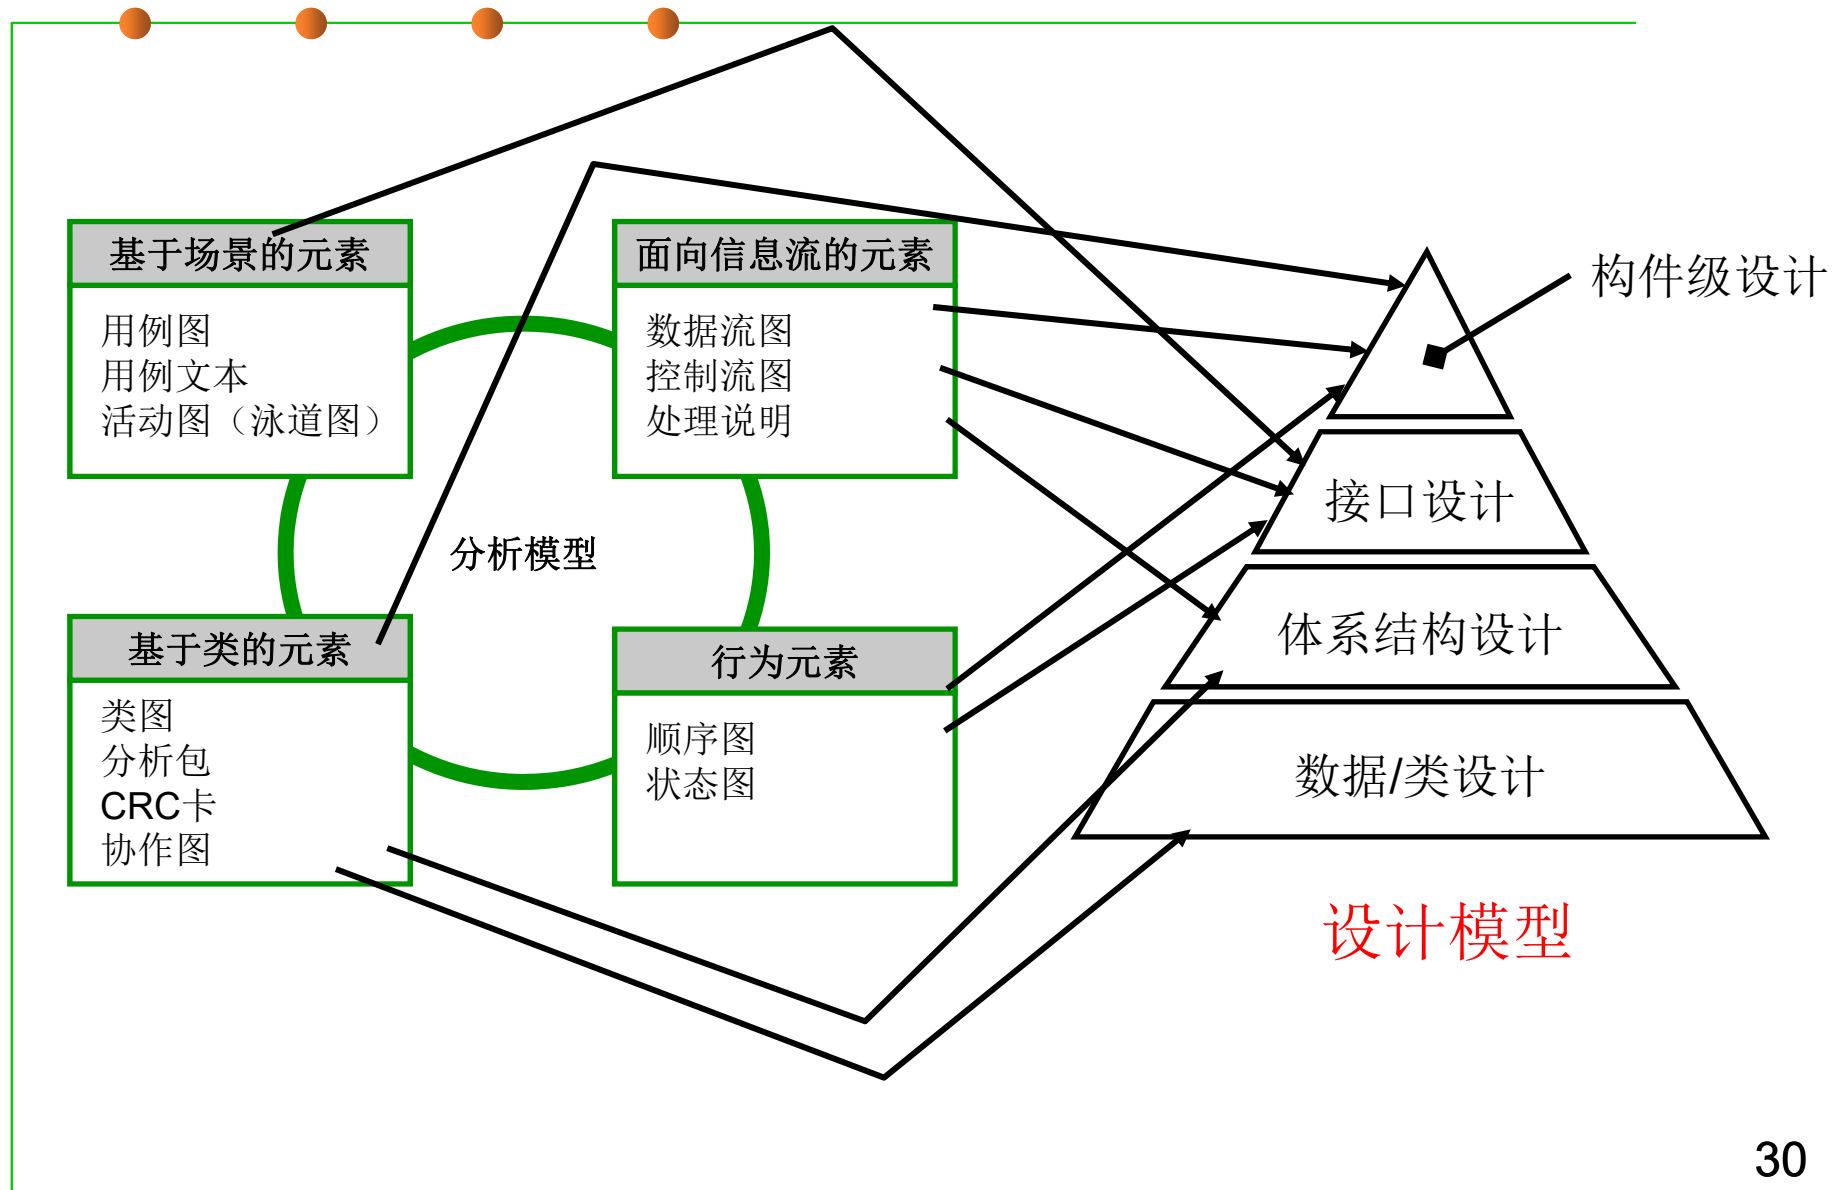 基于场景的元素
用例图
用例文本
活动图（泳道图）
面向信息流的元素
数据流图
控制流图
处理说明
分析模型
基于类的元素
类图
分析包
CRC卡
协作图
行为元素
顺序图
状态图
构件级设计
接口设计
体系结构设计
数据/类设计
设计模型
30